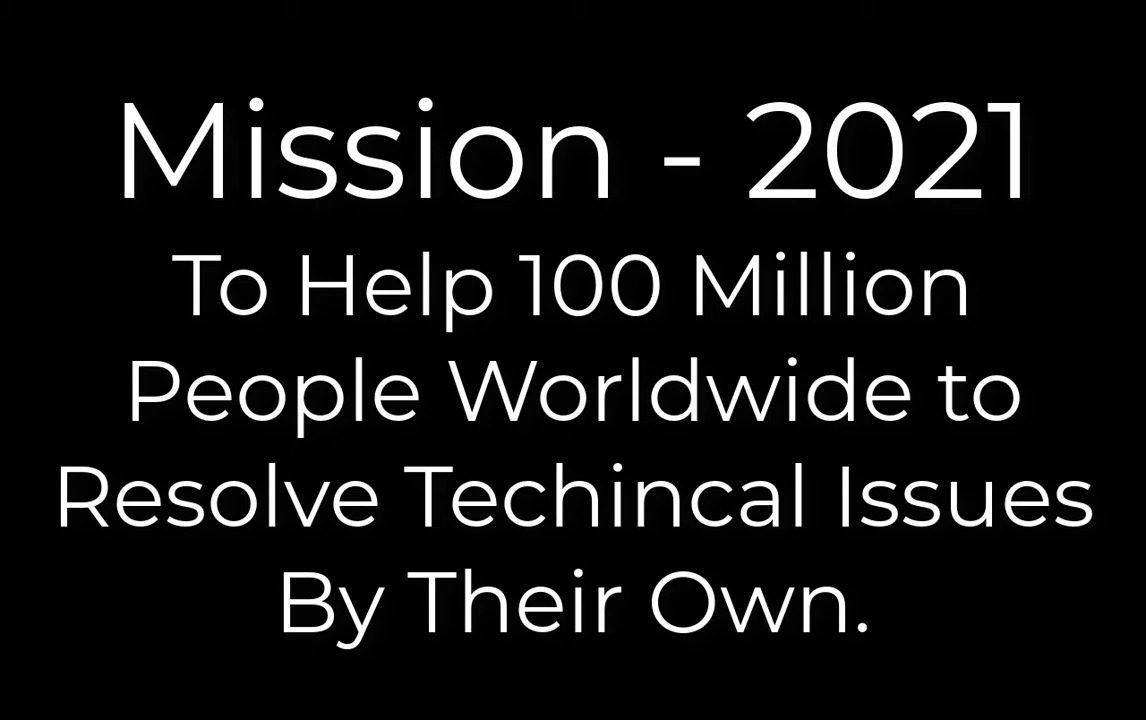 Mission - 2021
To Help 100 Million
People Worldwide to
Resolve Techincal Issues
By Their Own.